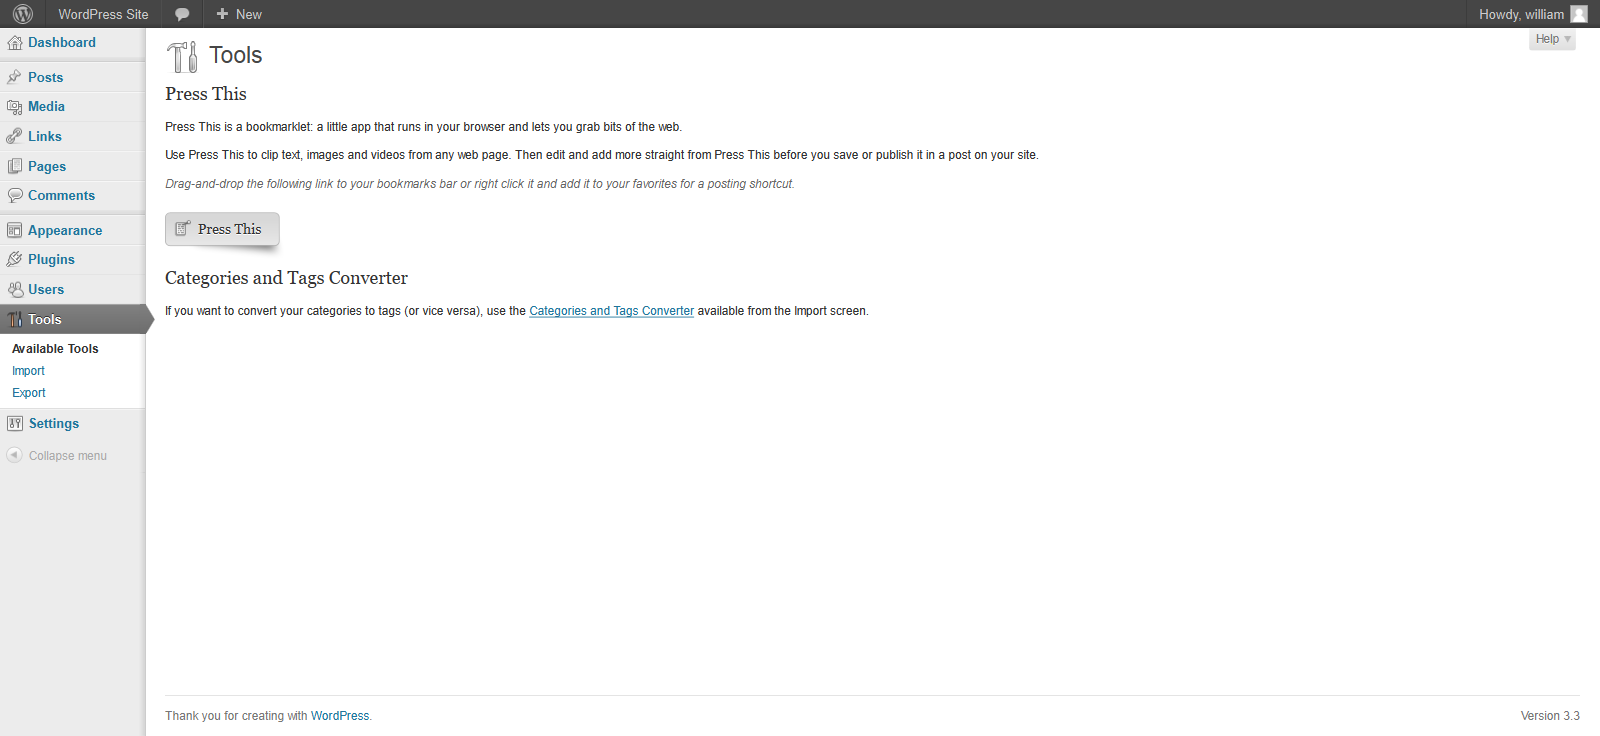 WordPress Site
New
Howdy, william
Dashboard
Posts
Media
Links
Pages
Comments
Appearance
Plugins
Users
Tools
Available Tools
Import
Export
Settings
Collapse menu
Help
Tools
Press This
Press This is a bookmarklet: a little app that runs in your browser and lets you grab bits of the web.
Use Press This to clip text, images and videos from any web page. Then edit and add more straight from Press This before you save or publish it in a post on your site.
Drag-and-drop the following link to your bookmarks bar or right click it and add it to your favorites for a posting shortcut.
Press This
Categories and Tags Converter
If you want to convert your categories to tags (or vice versa), use the Categories and Tags Converter available from the Import screen.
Thank you for creating with WordPress.
Version 3.3